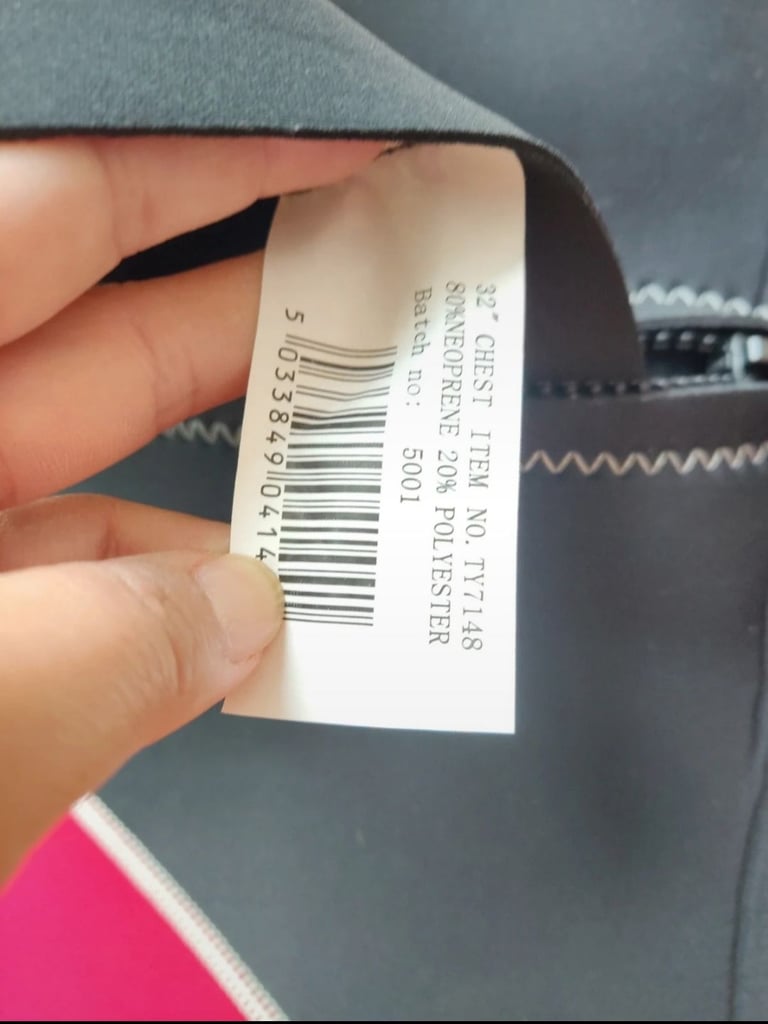 32" CHEST ITEM NO. TY7148
80%NEOPRENE 20% POLYESTER
Batch no: 5001
5 033849 0414